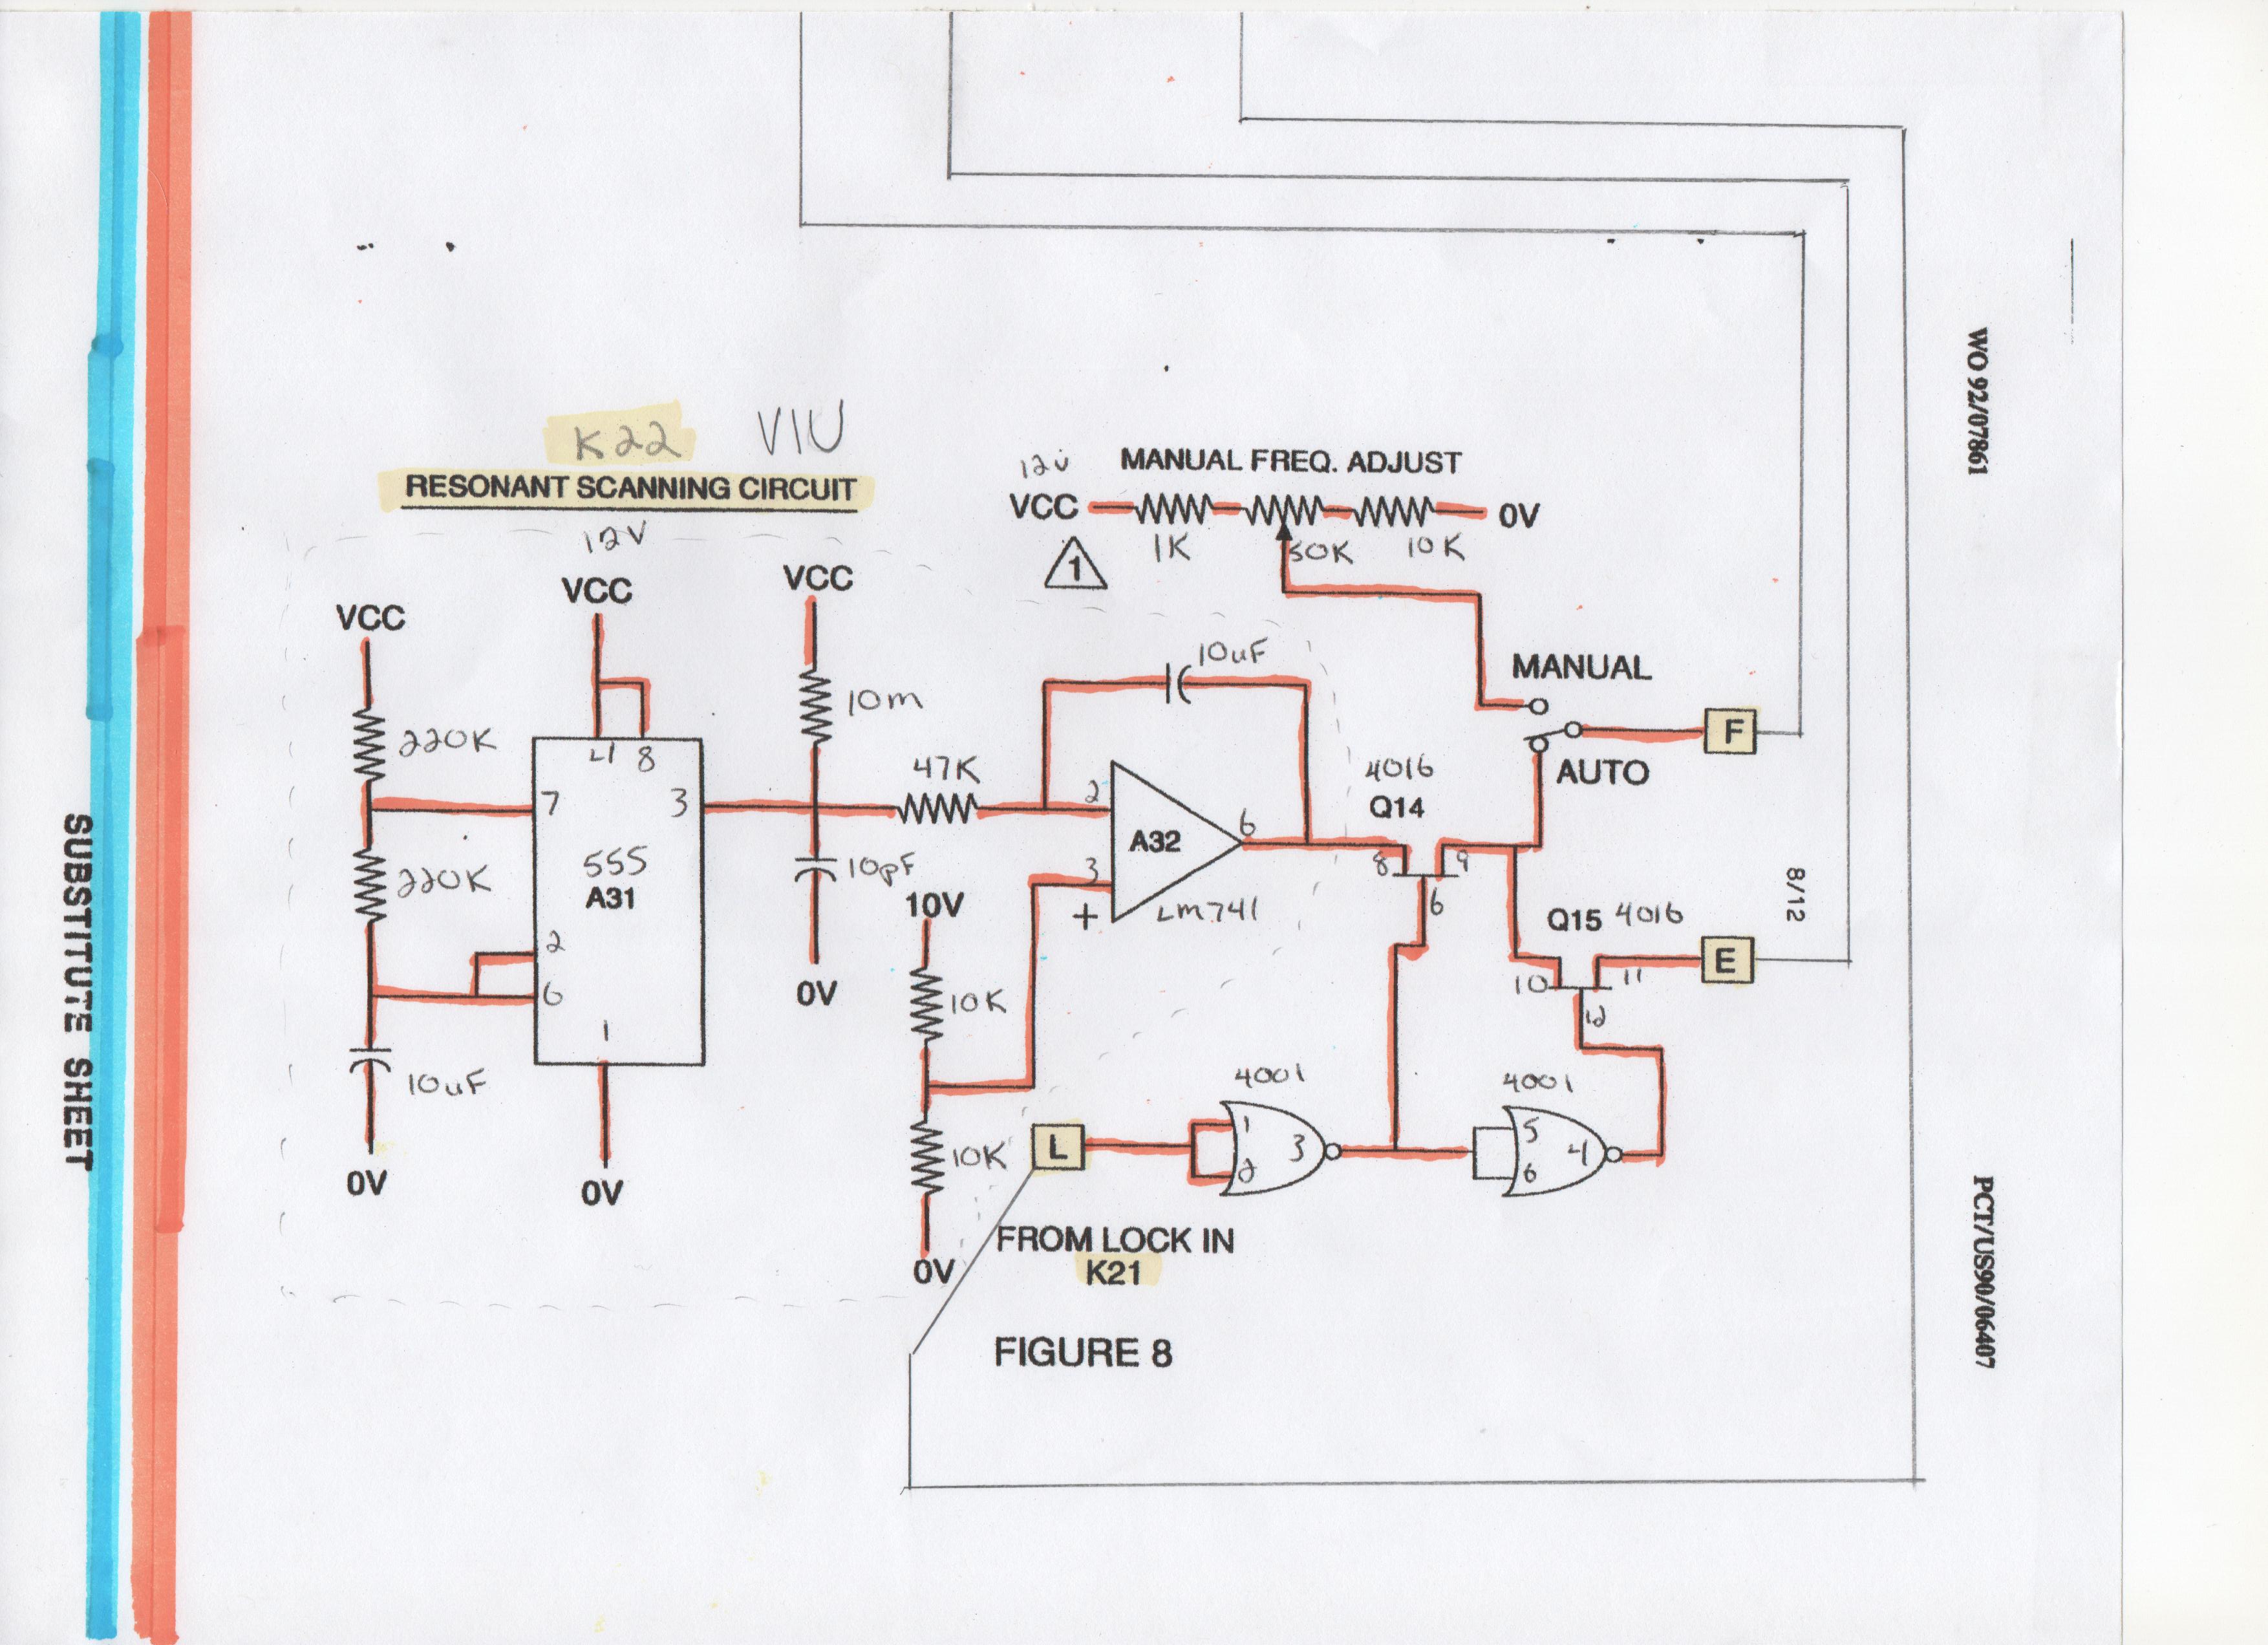 WO 92/07861
PCT/US90/06407
8/12
SUBSTITUTE SHEET
K22 VIU
RESONANT SCANNING CIRCUIT
12V
VCC
VCC
VCC
220K
220K
10uF
0V
4 8
7
3
555
A31
2
6
1
0V
10m
10pF
0V
47K
10uF
2
3
+
A32
6
LM741
10V
10K
10K
0V
12v
MANUAL FREQ. ADJUST
VCC
0V
1K
50K
10K
1
MANUAL
AUTO
F
4016
Q14
8
9
6
Q15 4016
10
11
12
E
4001
1
2
3
4001
5
6
4
L
FROM LOCK IN
K21
FIGURE 8